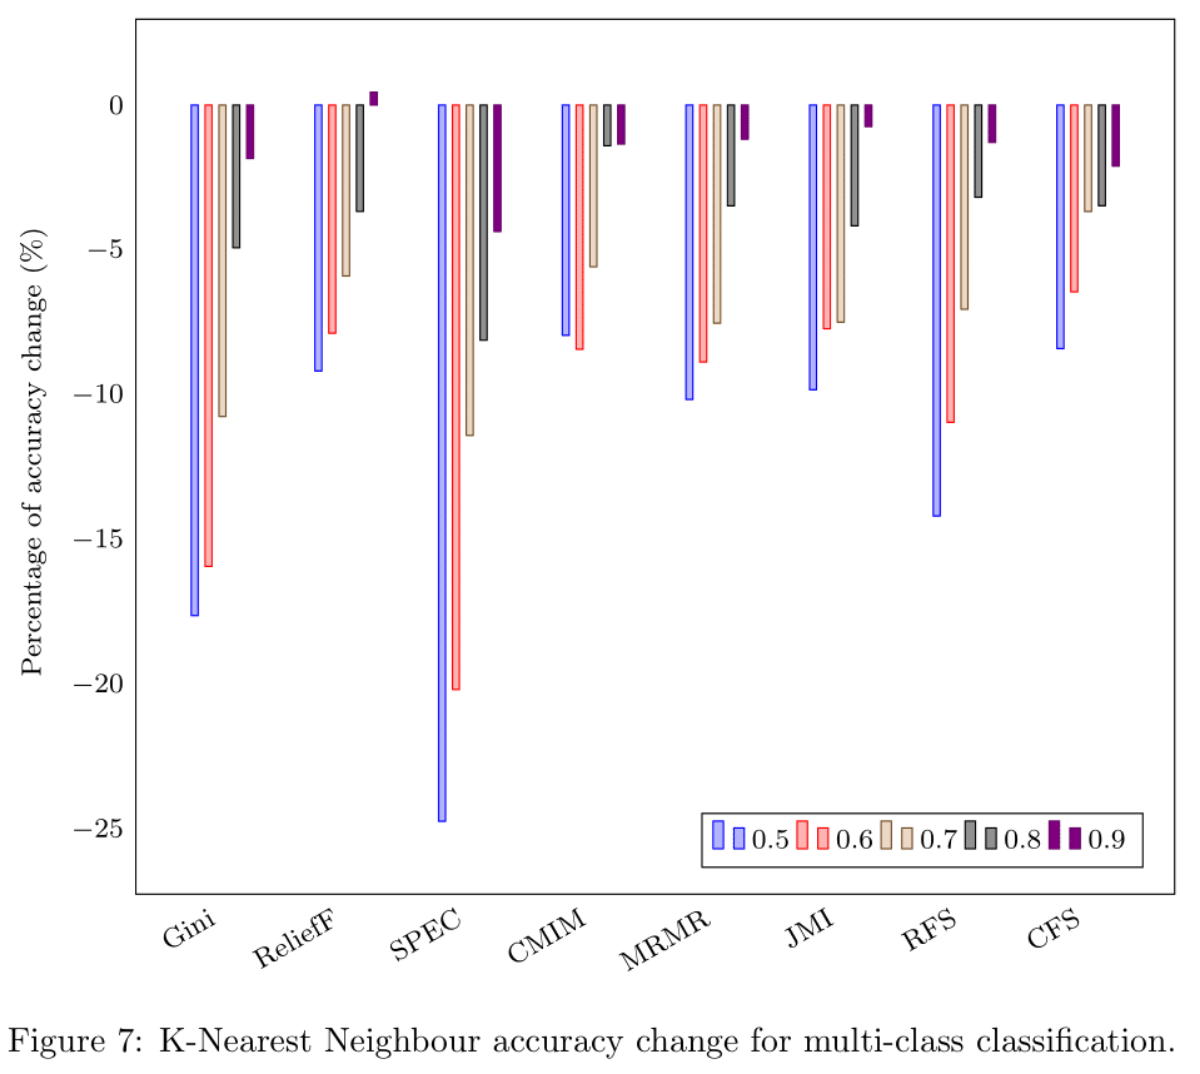 Percentage of accuracy change (%)
0
−5
−10
−15
−20
−25
0.5 0.6 0.7 0.8 0.9
Gini ReliefF SPEC CMIM MRMR JMI RFS CFS
Figure 7: K-Nearest Neighbour accuracy change for multi-class classification.